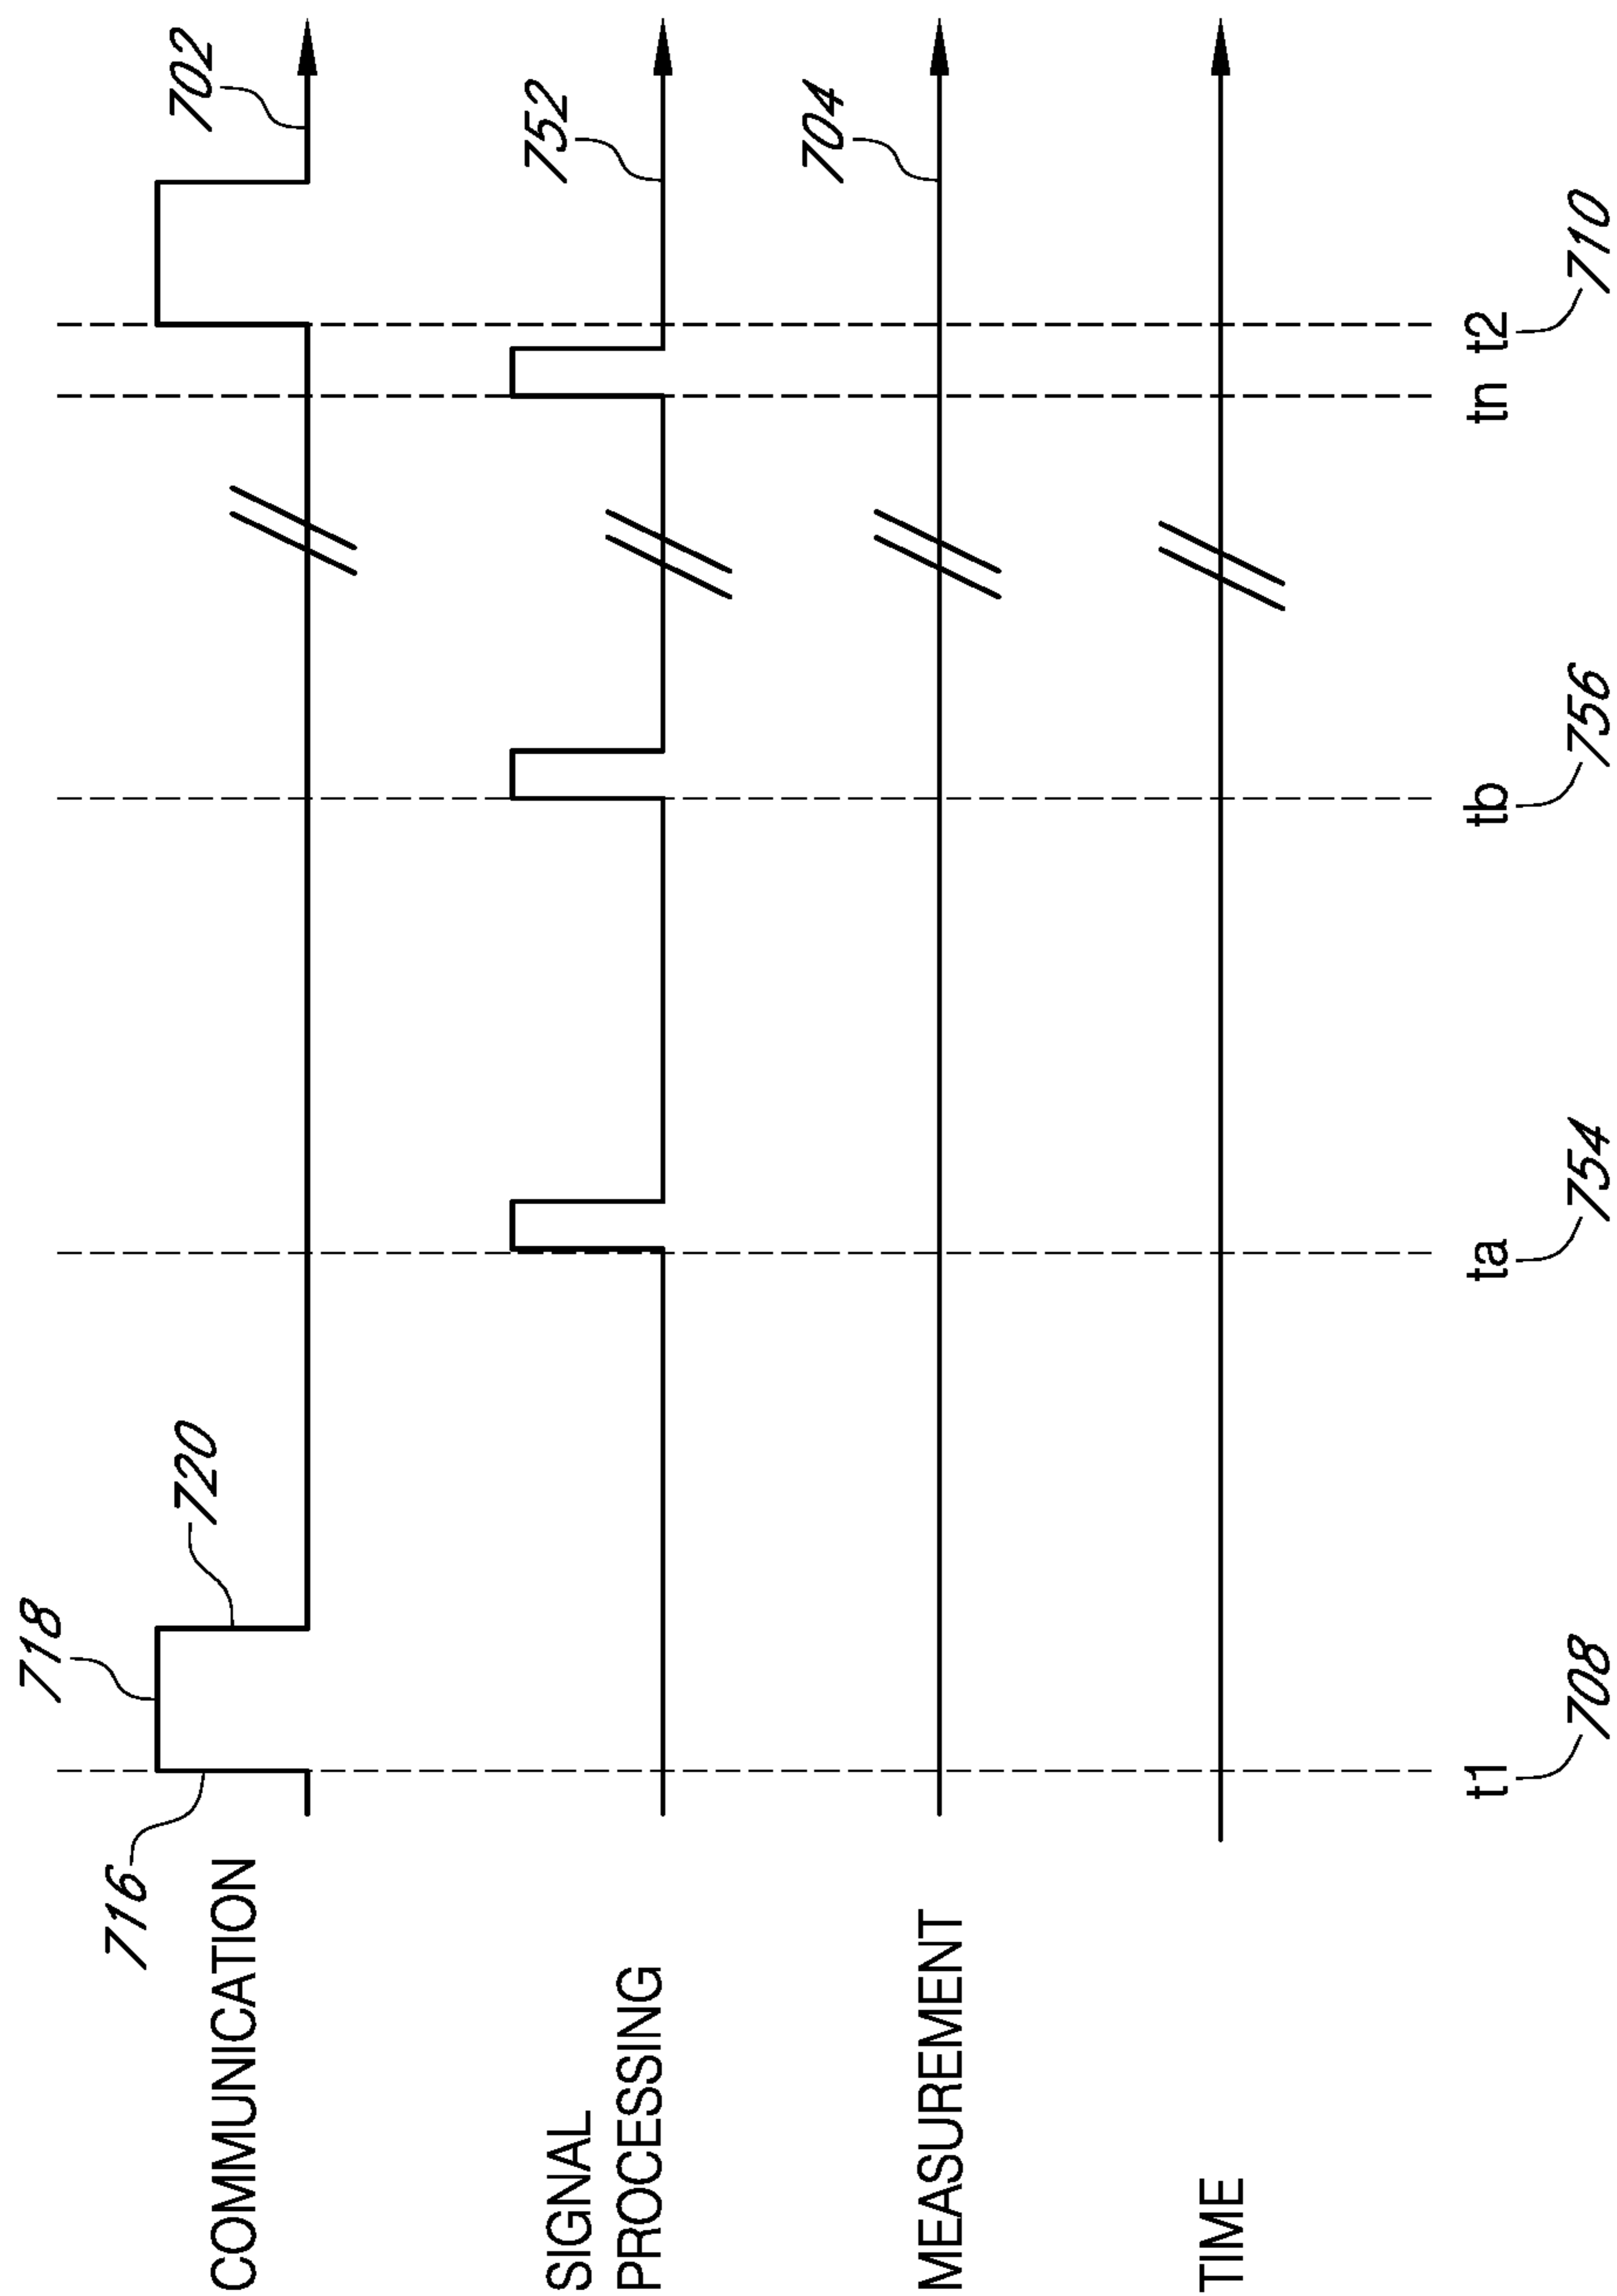 718
716
720
702
COMMUNICATION
752
SIGNAL
PROCESSING
704
MEASUREMENT
TIME
t1 ta tb tn t2
708 754 756 710